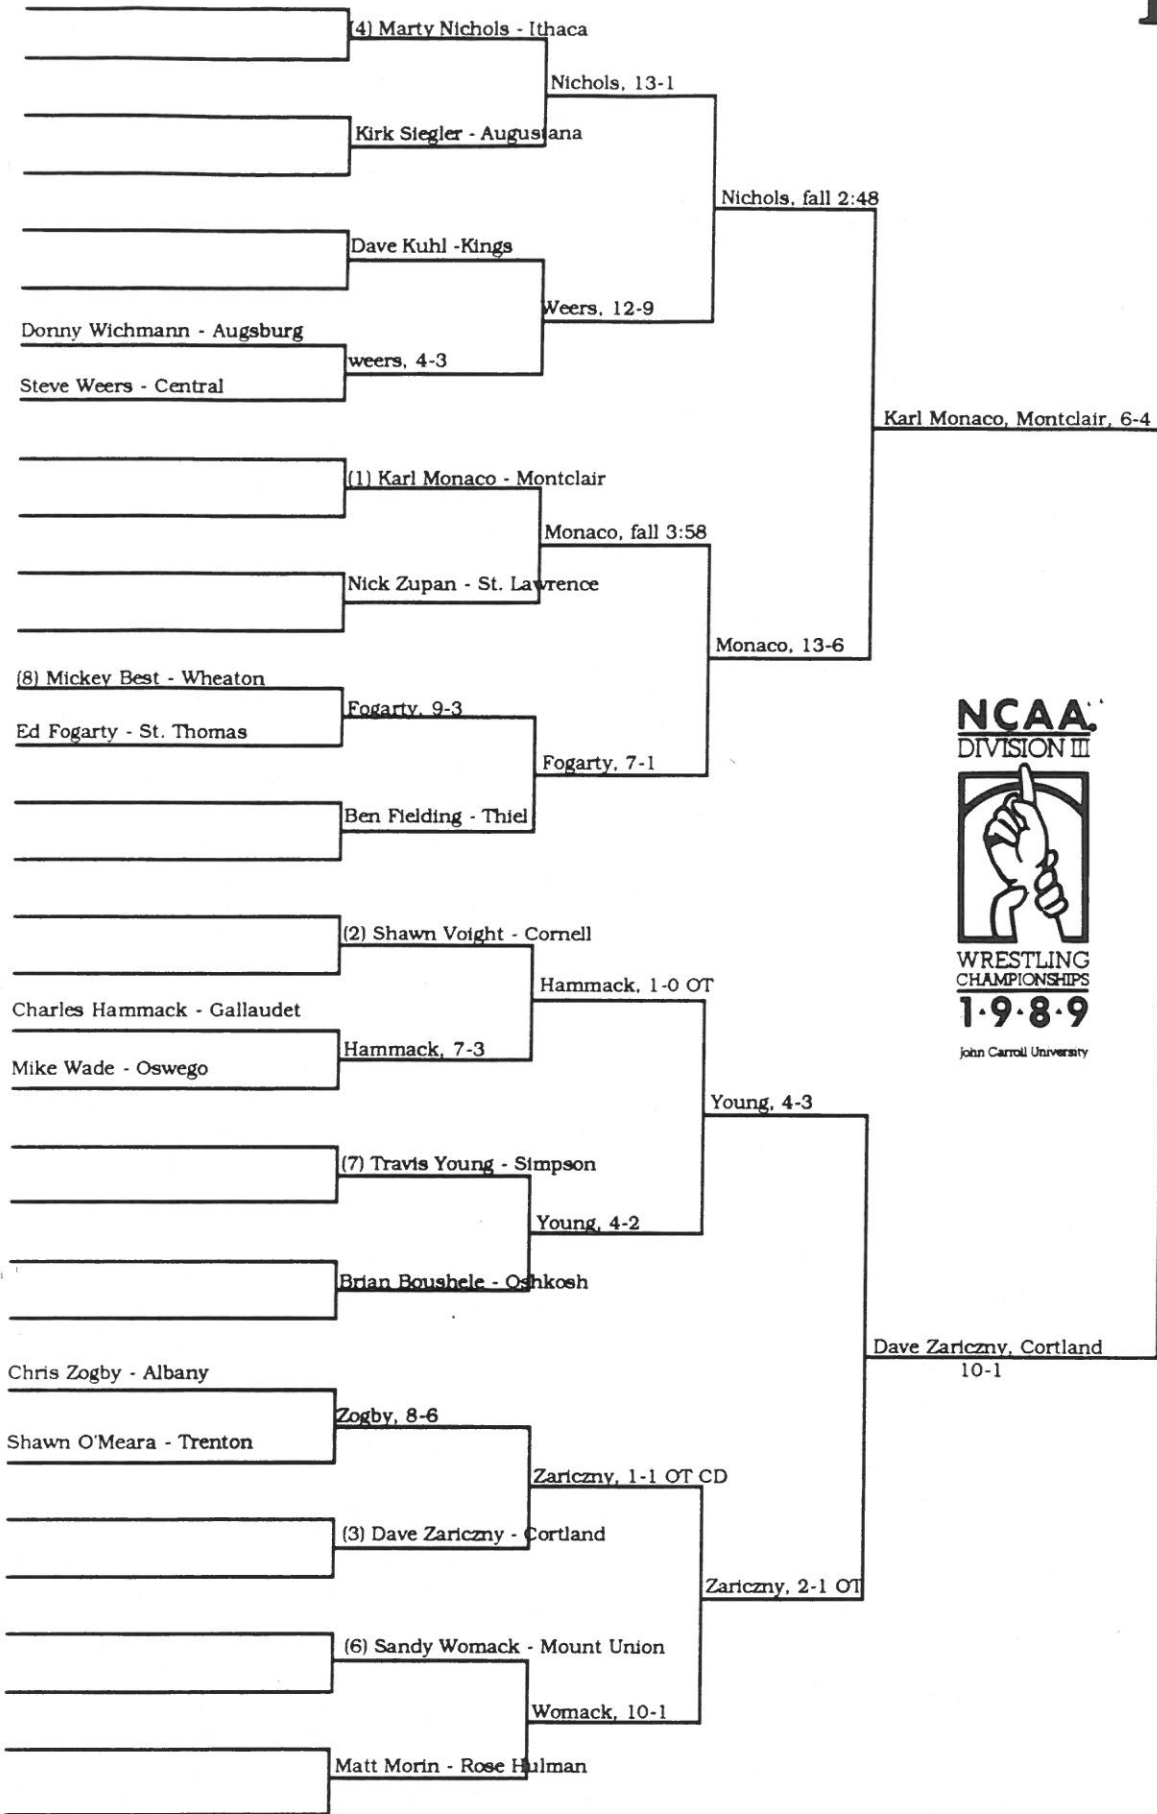 (4) Marty Nichols - Ithaca
Nichols, 13-1
Kirk Siegler - Augustana
Nichols, fall 2:48
Dave Kuhl -Kings
Weers, 12-9
Donny Wichmann - Augsburg
weers, 4-3
Steve Weers - Central
Karl Monaco, Montclair, 6-4
(1) Karl Monaco - Montclair
Monaco, fall 3:58
Nick Zupan - St. Lawrence
Monaco, 13-6
(8) Mickey Best - Wheaton
Fogarty, 9-3
Ed Fogarty - St. Thomas
Fogarty, 7-1
Ben Fielding - Thiel
NCAA.
DIVISION III
WRESTLING
CHAMPIONSHIPS
1·9·8·9
john Carroll University
(2) Shawn Voight - Cornell
Hammack, 1-0 OT
Charles Hammack - Gallaudet
Hammack, 7-3
Mike Wade - Oswego
Young, 4-3
(7) Travis Young - Simpson
Young, 4-2
Brian Boushele - Oshkosh
Dave Zariczny, Cortland
10-1
Chris Zogby - Albany
Zogby, 8-6
Shawn O'Meara - Trenton
Zariczny, 1-1 OT CD
(3) Dave Zariczny - Cortland
Zariczny, 2-1 OT
(6) Sandy Womack - Mount Union
Womack, 10-1
Matt Morin - Rose Hulman